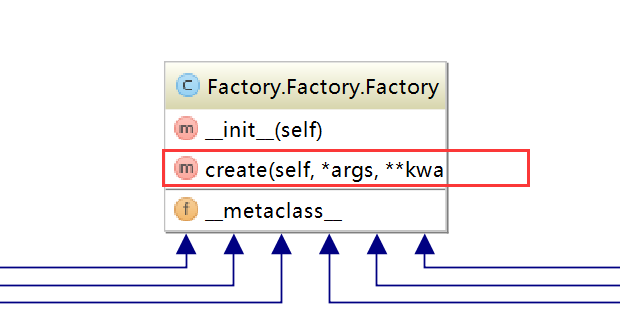 C Factory.Factory.Factory
m __init__(self)
m create(self, *args, **kwa
f __metaclass__